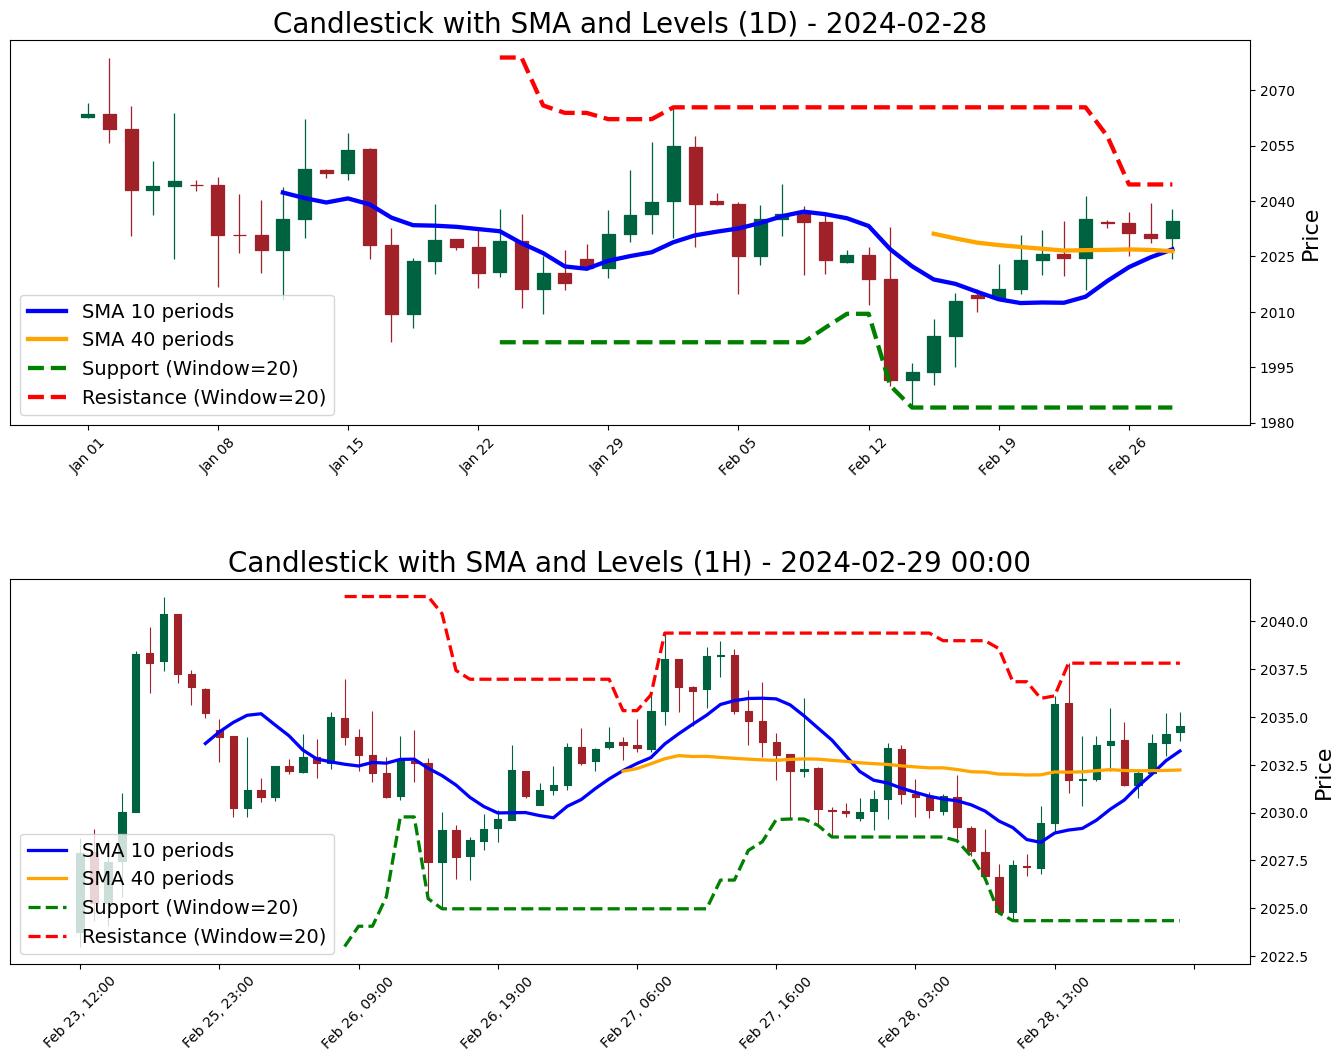 Candlestick with SMA and Levels (1D) - 2024-02-28
2070
2055
2040
2025
2010
1995
1980
Price
SMA 10 periods
SMA 40 periods
Support (Window=20)
Resistance (Window=20)
Jan 01
Jan 08
Jan 15
Jan 22
Jan 29
Feb 05
Feb 12
Feb 19
Feb 26
Candlestick with SMA and Levels (1H) - 2024-02-29 00:00
2040.0
2037.5
2035.0
2032.5
2030.0
2027.5
2025.0
2022.5
Price
SMA 10 periods
SMA 40 periods
Support (Window=20)
Resistance (Window=20)
Feb 23, 12:00
Feb 25, 23:00
Feb 26, 09:00
Feb 26, 19:00
Feb 27, 06:00
Feb 27, 16:00
Feb 28, 03:00
Feb 28, 13:00